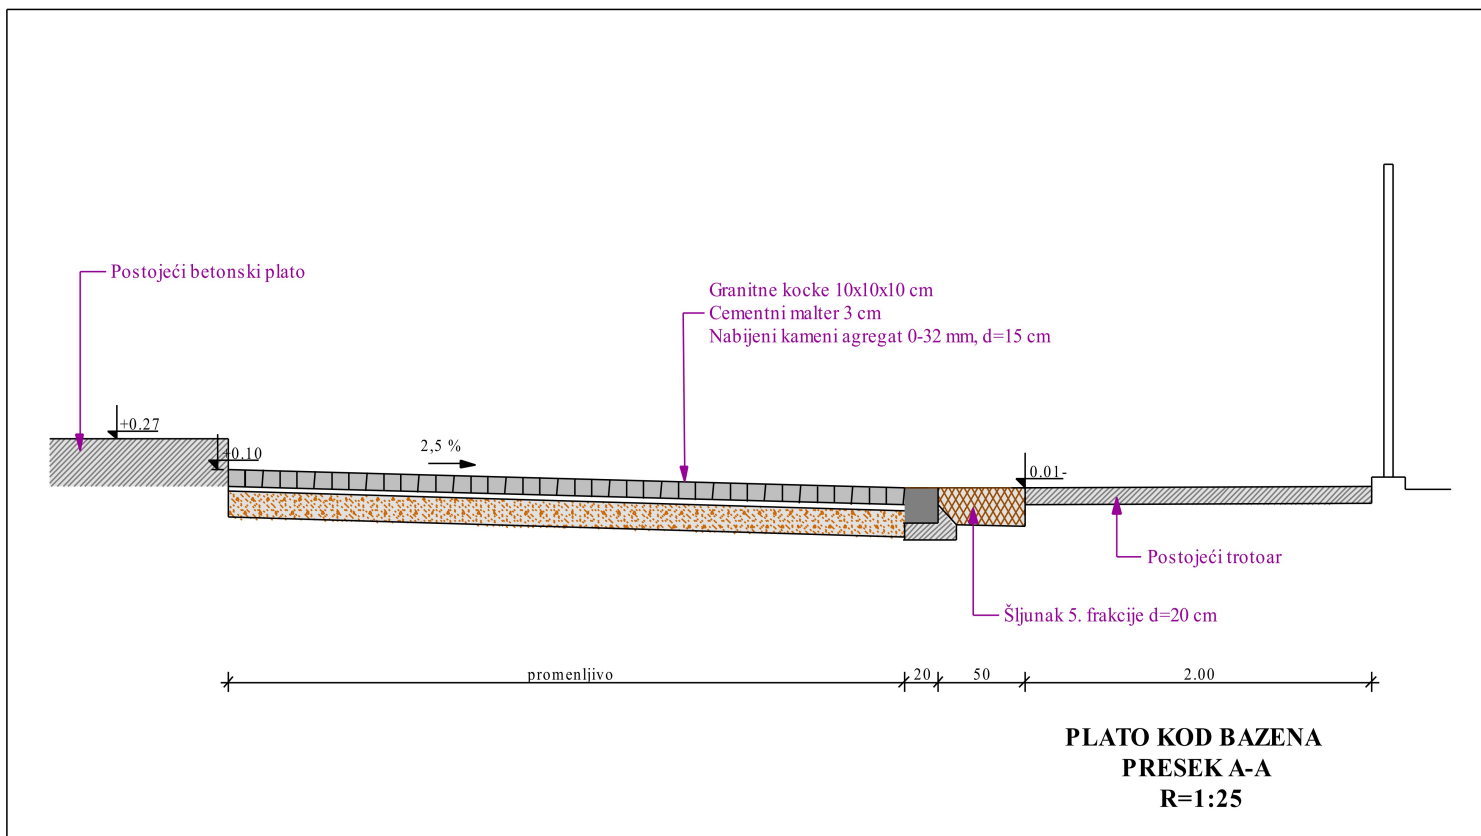 Postojeći betonski plato
Granitne kocke 10x10x10 cm
Cementni malter 3 cm
Nabijeni kameni agregat 0-32 mm, d=15 cm
+0.27
+0.10
2,5 %
0.01-
Postojeći trotoar
Šljunak 5. frakcije d=20 cm
promenljivo
20
50
2.00
PLATO KOD BAZENA
PRESEK A-A
R=1:25